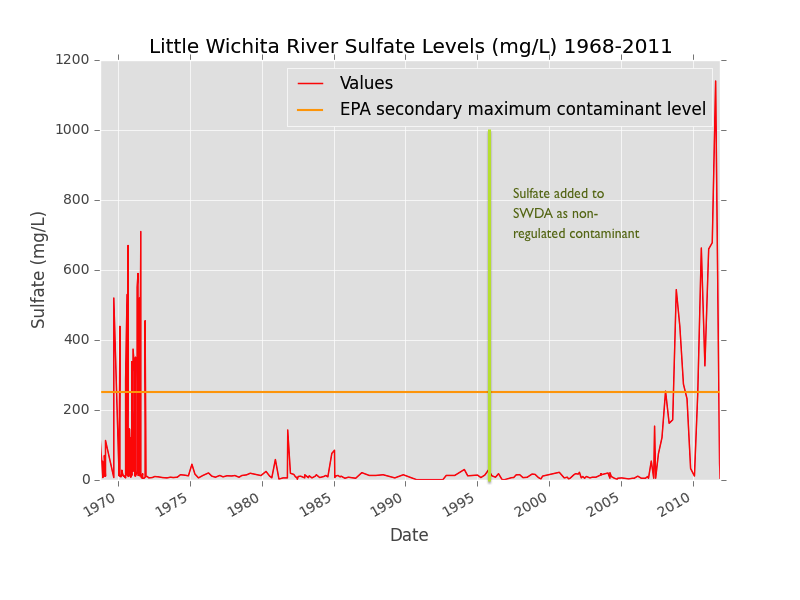 Little Wichita River Sulfate Levels (mg/L) 1968-2011
1200
1000
800
600
400
200
0
Sulfate (mg/L)
Values
EPA secondary maximum contaminant level
Sulfate added to
SWDA as non-
regulated contaminant
1970
1975
1980
1985
1990
1995
2000
2005
2010
Date